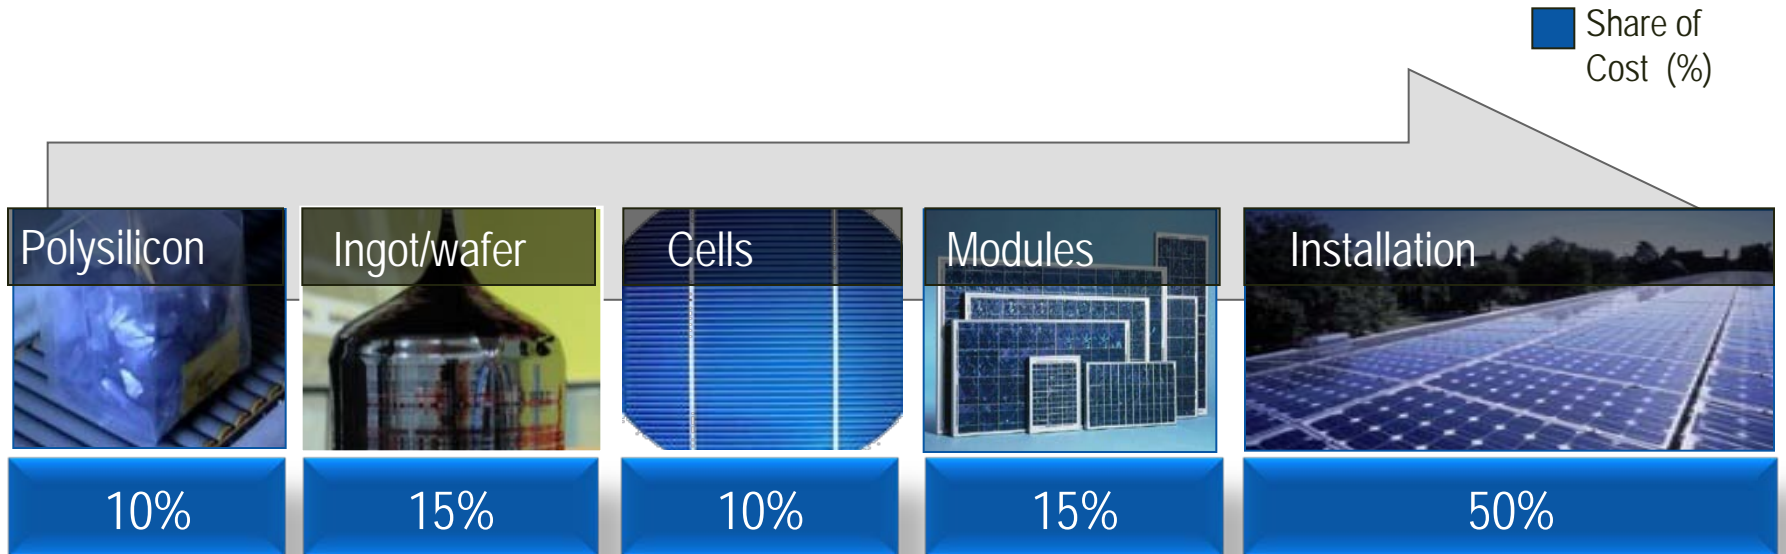 Share of
Cost (%)
Polysilicon
Ingot/wafer
Cells
Modules
Installation
10%
15%
10%
15%
50%